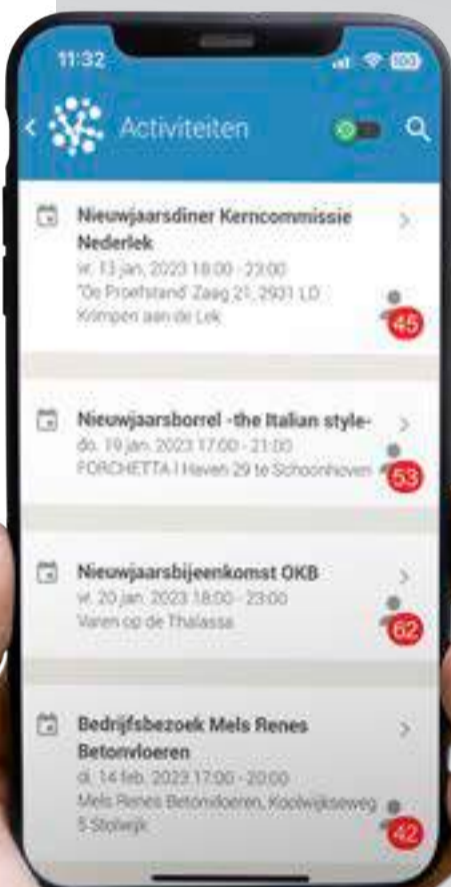 11:32
100
Activiteiten
Nieuwjaarsdiner Kerncommissie
Nederlek
vr. 13 jan. 2023 18:00 - 23:00
"De Proefstand" Zaag 21, 2931 LD
Krimpen aan de Lek
45
Nieuwjaarsborrel -the Italian style-
do. 19 jan. 2023 17:00 - 21:00
FORCHETTA | Haven 29 te Schoonhoven
53
Nieuwjaarsbijeenkomst OKB
vr. 20 jan. 2023 18:00 - 23:00
Varen op de Thalassa
62
Bedrijfsbezoek Mels Renes
Betonvloeren
di. 14 feb. 2023 17:00 - 20:00
Mels Renes Betonvloeren, Koolwijkseweg
5 Stolwijk
42